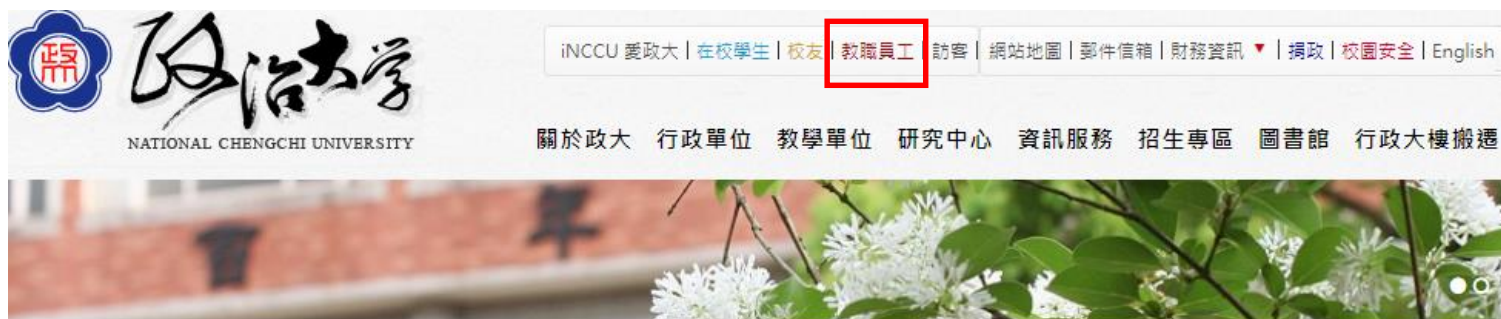 政
政治大学
NATIONAL CHENGCHI UNIVERSITY
iNCCU 愛政大 | 在校學生 | 校友 | 教職員工 | 訪客 | 網站地圖 | 郵件信箱 | 財務資訊 ▼ | 捐政 | 校園安全 | English
關於政大 行政單位 教學單位 研究中心 資訊服務 招生專區 圖書館 行政大樓搬遷